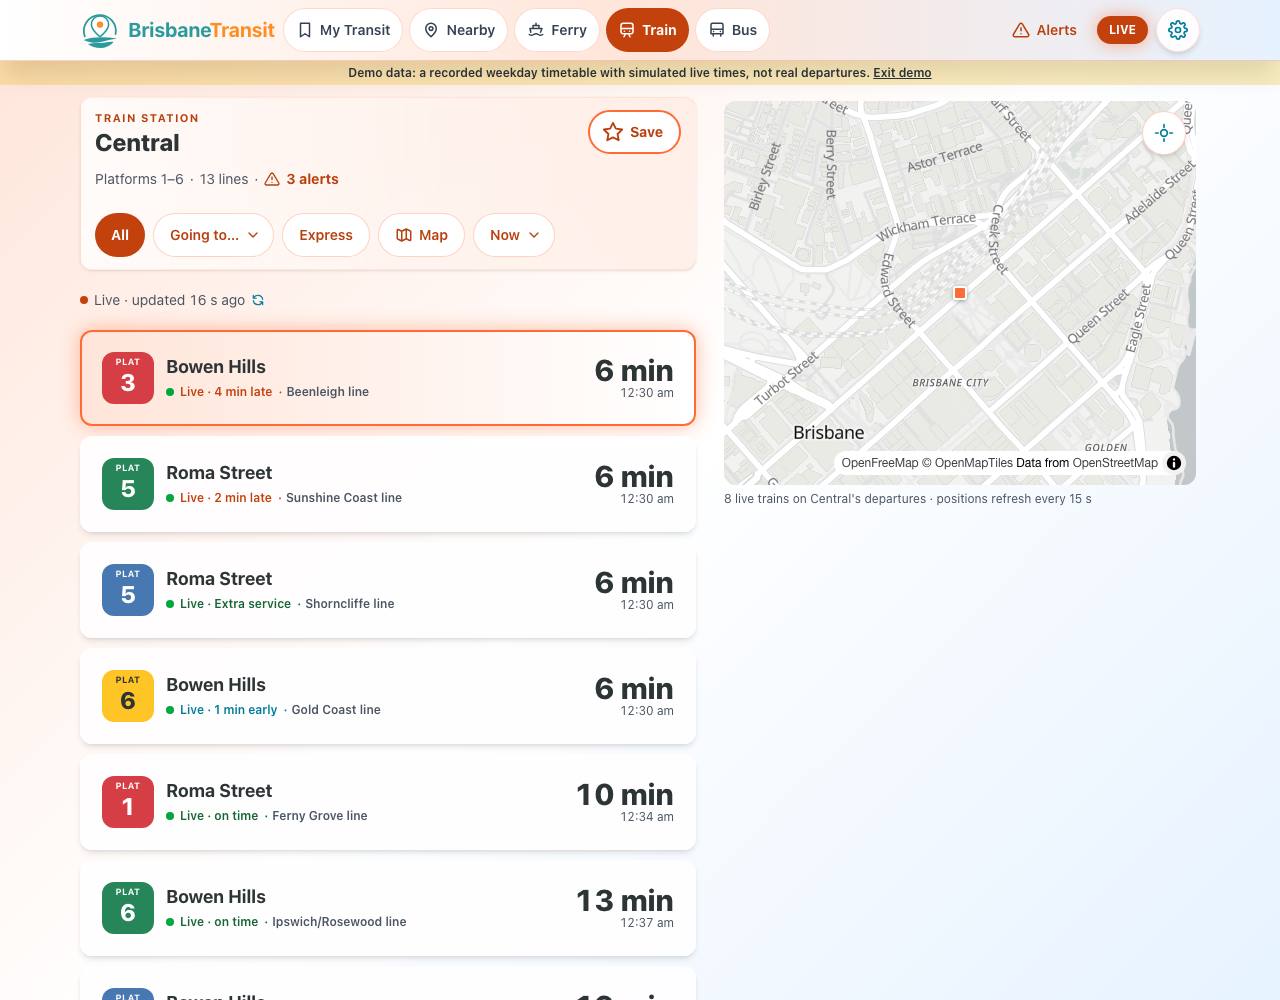 BrisbaneTransit
My Transit
Nearby
Ferry
Train
Bus
Alerts
LIVE
Demo data: a recorded weekday timetable with simulated live times, not real departures. Exit demo
TRAIN STATION
Central
Save
Platforms 1–6 · 13 lines · 3 alerts
All
Going to...
Express
Map
Now
Live · updated 16 s ago
PLAT
3
Bowen Hills
Live · 4 min late · Beenleigh line
6 min
12:30 am
PLAT
5
Roma Street
Live · 2 min late · Sunshine Coast line
6 min
12:30 am
PLAT
5
Roma Street
Live · Extra service · Shorncliffe line
6 min
12:30 am
PLAT
6
Bowen Hills
Live · 1 min early · Gold Coast line
6 min
12:30 am
PLAT
1
Roma Street
Live · on time · Ferny Grove line
10 min
12:34 am
PLAT
6
Bowen Hills
Live · on time · Ipswich/Rosewood line
13 min
12:37 am
PLAT
Birley Street
Berry Street
Astor Terrace
Adelaide Street
Wickham Terrace
Creek Street
Queen Street
Edward Street
Queen Street
Eagle Street
Turbot Street
BRISBANE CITY
Brisbane
GOLDEN
OpenFreeMap © OpenMapTiles Data from OpenStreetMap
8 live trains on Central's departures · positions refresh every 15 s